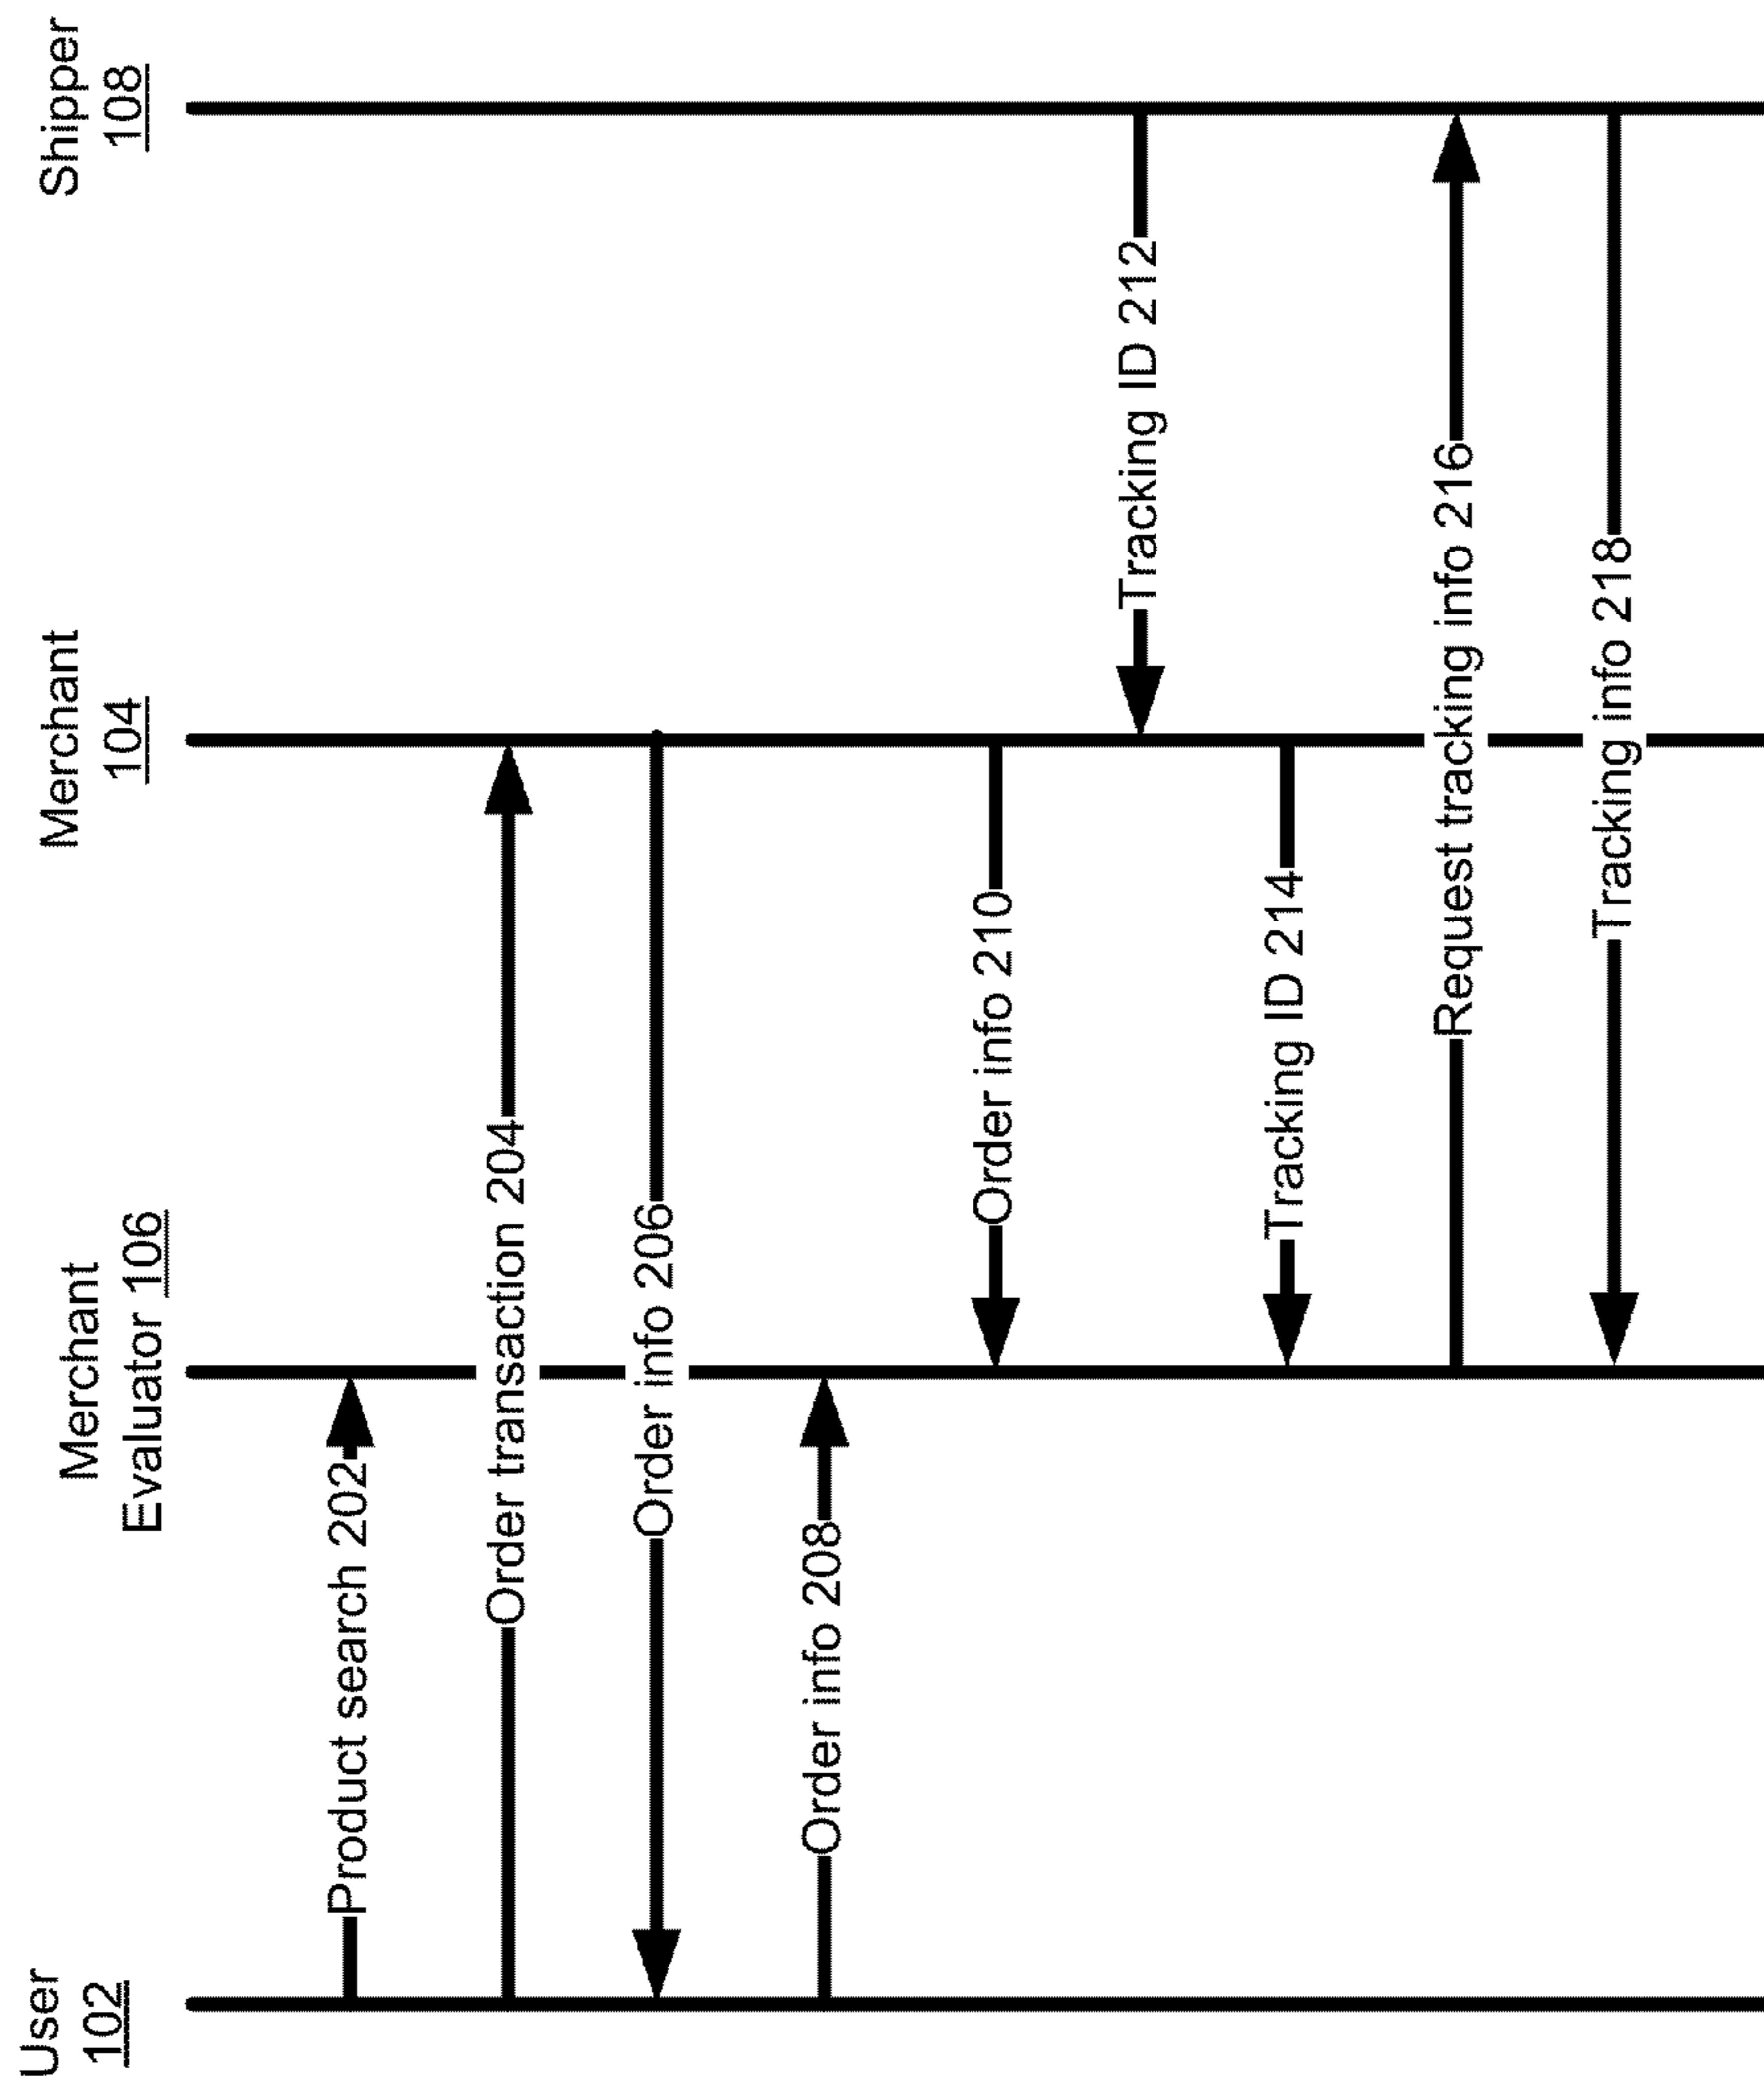 User
102
Merchant
Evaluator 106
Merchant
104
Shipper
108
Product search 202
Order transaction 204
Order info 206
Order info 208
Order info 210
Tracking ID 212
Tracking ID 214
Request tracking info 216
Tracking info 218